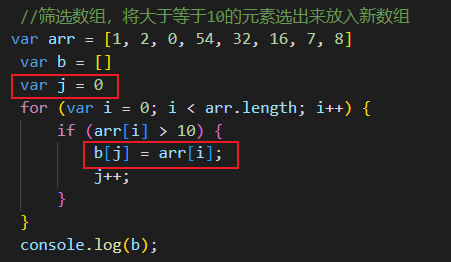 //筛选数组，将大于等于10的元素选出来放入新数组
var arr = [1, 2, 0, 54, 32, 16, 7, 8]
var b = []
var j = 0
for (var i = 0; i < arr.length; i++) {
if (arr[i] > 10) {
b[j] = arr[i];
j++;
}
}
console.log(b);